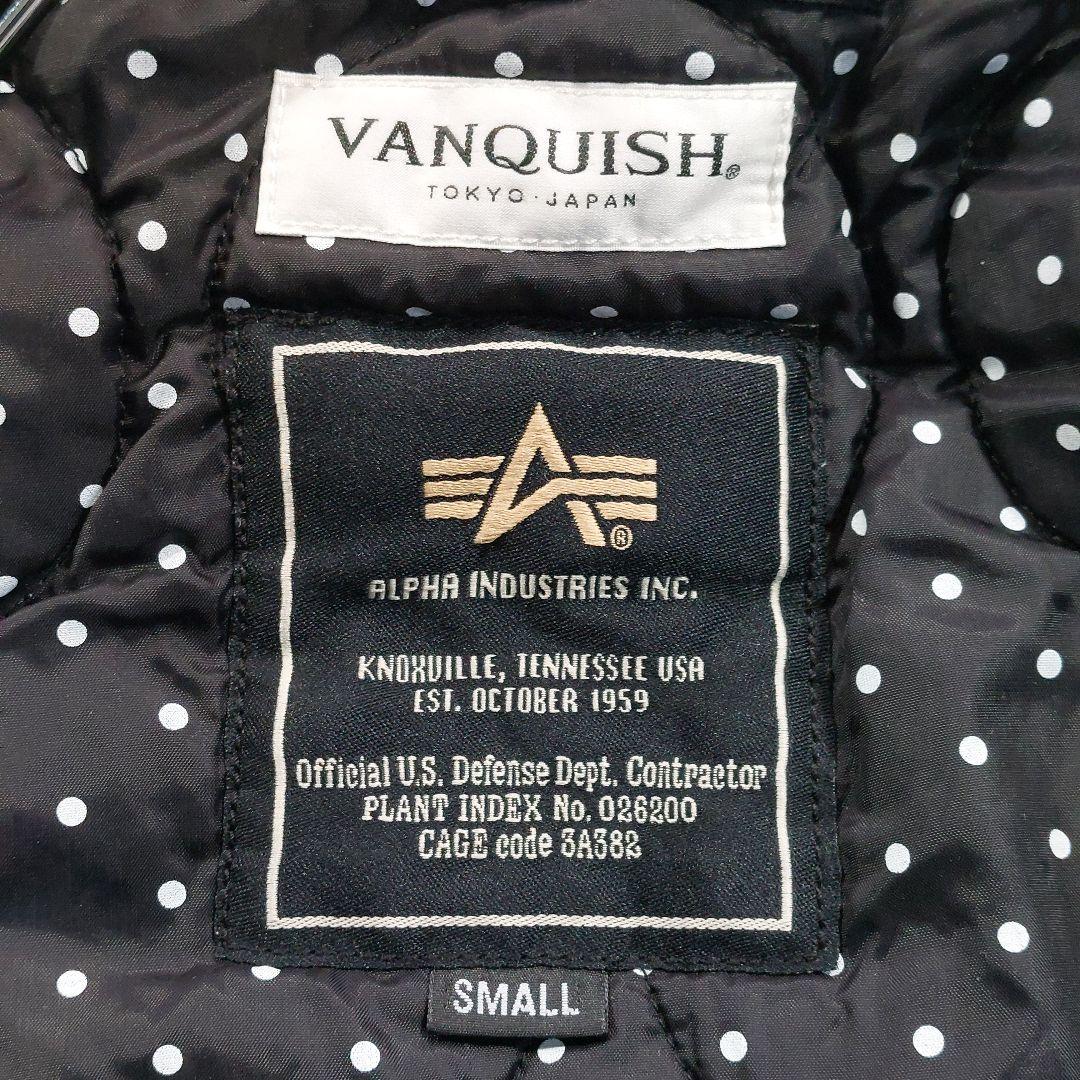 VANQUISH®
TOKYO · JAPAN
®
ALPHA INDUSTRIES INC.
KNOXVILLE, TENNESSEE USA
EST. OCTOBER 1959
Official U.S. Defense Dept. Contractor
PLANT INDEX No. 026200
CAGE code 3A382
SMALL